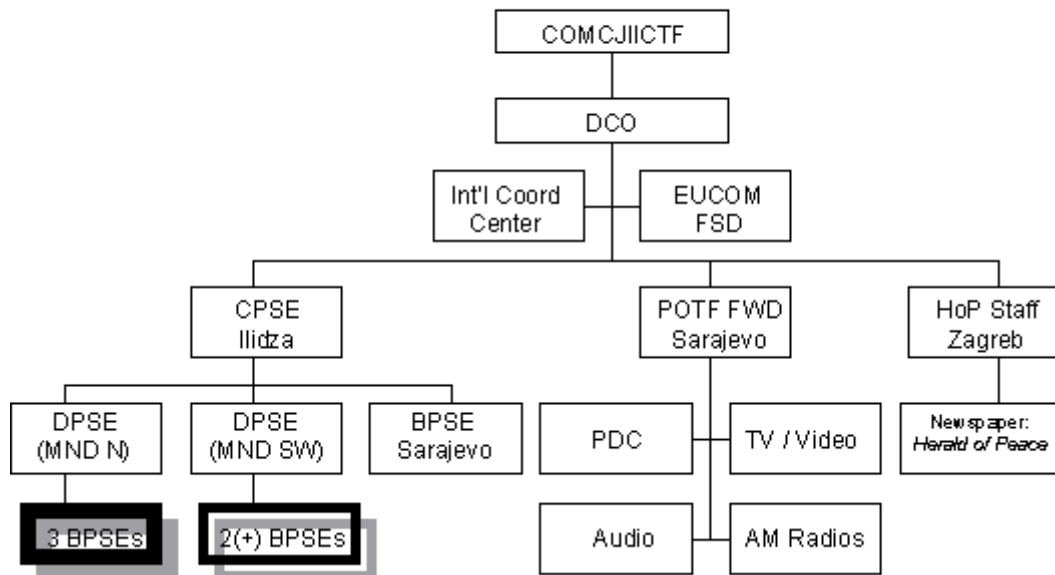 COMCJIICTF
DCO
Int'l Coord
Center
EUCOM
FSD
CPSE
Ilidza
POTF FWD
Sarajevo
HoP Staff
Zagreb
DPSE
(MND N)
DPSE
(MND SW)
BPSE
Sarajevo
PDC
TV / Video
Newspaper:
Herald of Peace
3 BPSEs
2(+) BPSEs
Audio
AM Radios